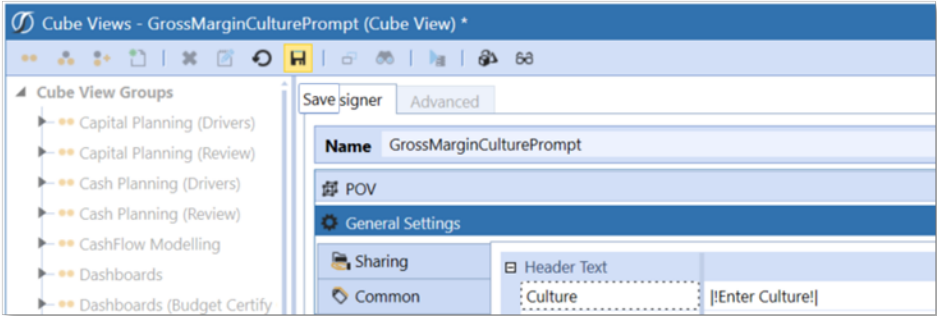 Cube Views - GrossMarginCulturePrompt (Cube View) *
Save signer Advanced
Cube View Groups
Capital Planning (Drivers)
Capital Planning (Review)
Cash Planning (Drivers)
Cash Planning (Review)
CashFlow Modelling
Dashboards
Dashboards (Budget Certify
Name GrossMarginCulturePrompt
POV
General Settings
Sharing
Common
Header Text
Culture |!Enter Culture!|